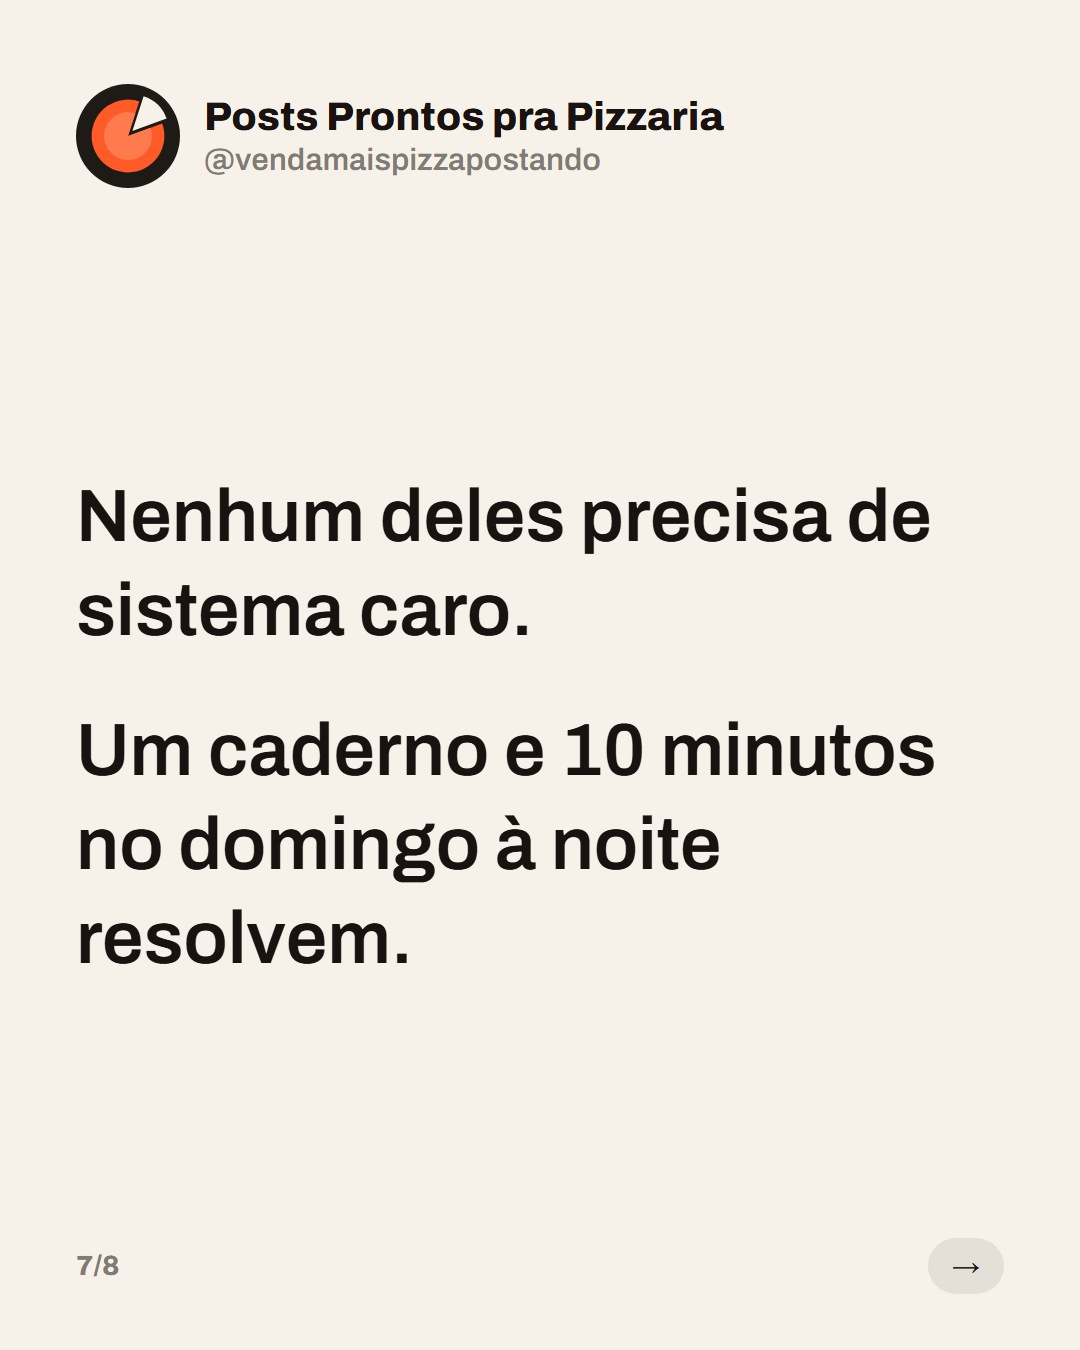 Posts Prontos pra Pizzaria
@vendamaispizzapostando
Nenhum deles precisa de
sistema caro.
Um caderno e 10 minutos
no domingo à noite
resolvem.
7/8
→